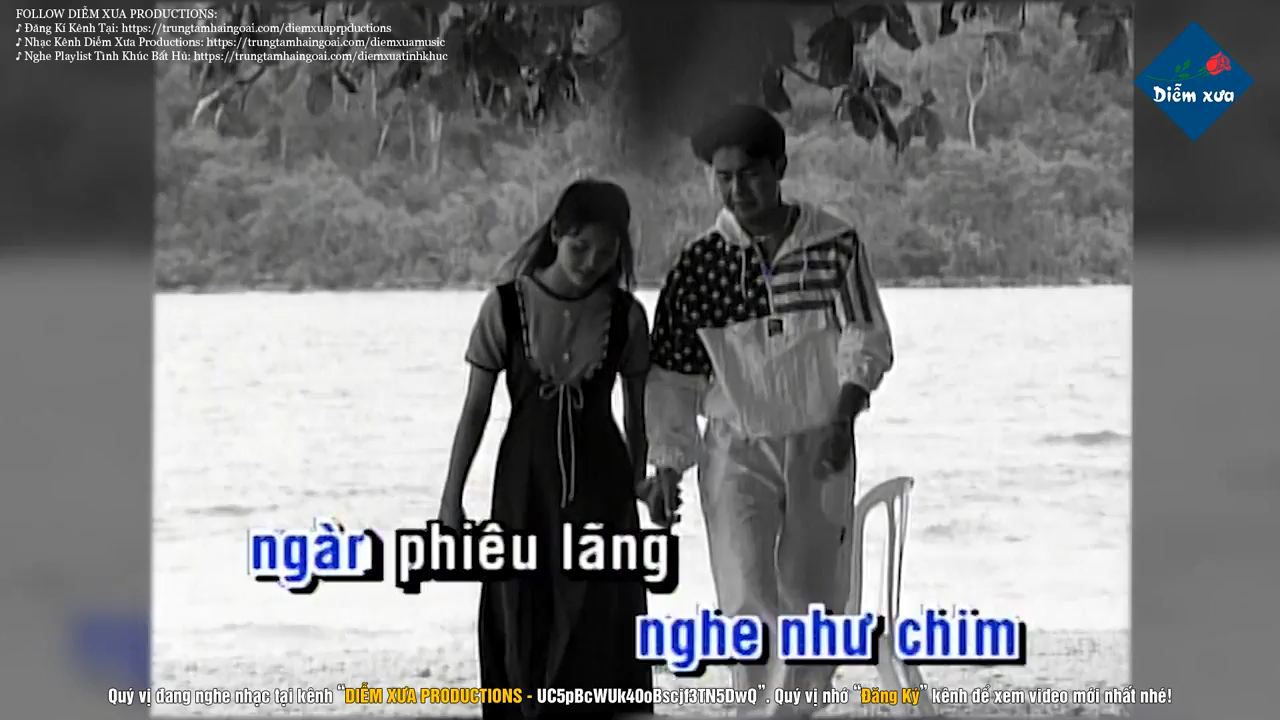 FOLLOW DIỄM XƯA PRODUCTIONS:
♪ Đăng Kí Kênh Tại: https://trungtamhaingoai.com/diemxuaprpductions
♪ Nhạc Kênh Diễm Xưa Productions: https://trungtamhaingoai.com/diemxuamusic
♪ Nghe Playlist Tình Khúc Bất Hủ: https://trungtamhaingoai.com/diemxuatinhkhuc
Diễm xưa
ngàn phiêu lãng
nghe như chim
Quý vị đang nghe nhạc tại kênh “DIỄM XƯA PRODUCTIONS - UC5pBcWUk40oBscjf3TN5DwQ”. Quý vị nhớ “Đăng Ký” kênh để xem video mới nhất nhé!